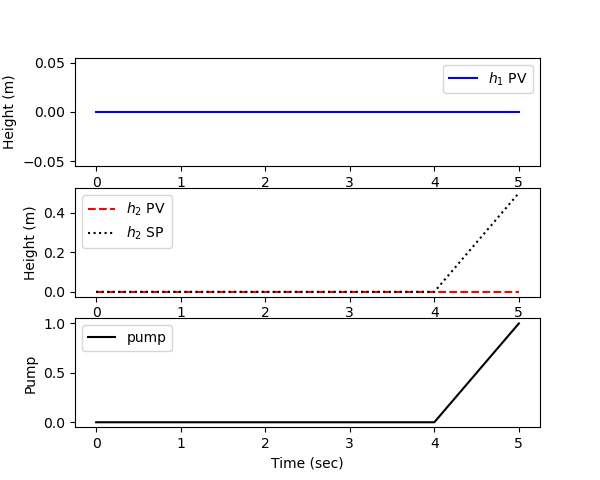 Height (m)
0.05
0.00
−0.05
h₁ PV
0 1 2 3 4 5
Height (m)
0.4
0.2
0.0
h₂ PV
h₂ SP
0 1 2 3 4 5
Pump
1.0
0.5
0.0
pump
0 1 2 3 4 5
Time (sec)